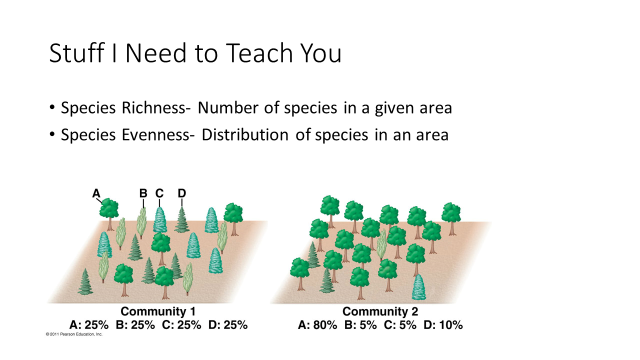 Stuff I Need to Teach You
• Species Richness- Number of species in a given area
• Species Evenness- Distribution of species in an area
A B C D
Community 1
A: 25% B: 25% C: 25% D: 25%
Community 2
A: 80% B: 5% C: 5% D: 10%
© 2011 Pearson Education, Inc.